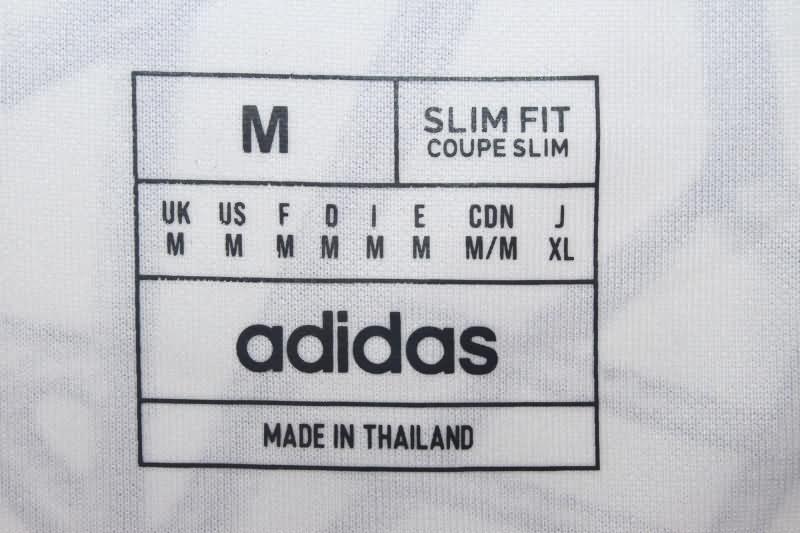 M
SLIM FIT
COUPE SLIM
UK US F D I E CDN J
M M M M M M M/M XL
adidas
MADE IN THAILAND